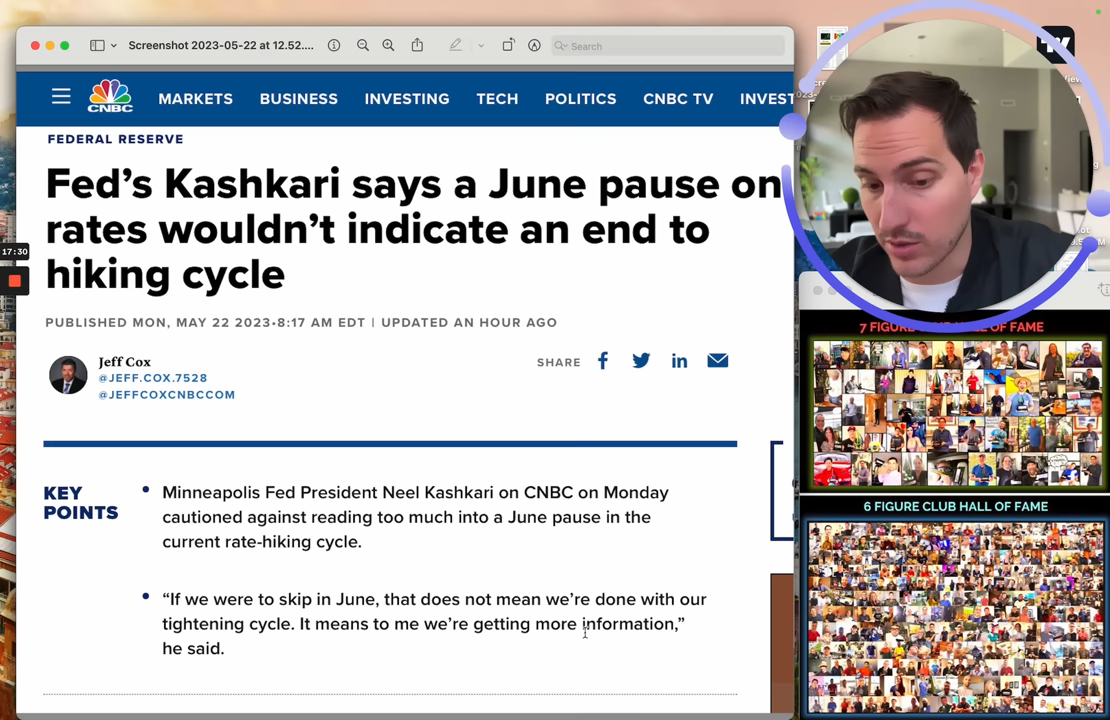 Screenshot 2023-05-22 at 12.52....
Search
CNBC
MARKETS BUSINESS INVESTING TECH POLITICS CNBC TV INVEST
FEDERAL RESERVE
Fed’s Kashkari says a June pause on
rates wouldn’t indicate an end to
hiking cycle
PUBLISHED MON, MAY 22 2023•8:17 AM EDT | UPDATED AN HOUR AGO
Jeff Cox
@JEFF.COX.7528
@JEFFCOXCNBCCOM
SHARE
KEY
POINTS
• Minneapolis Fed President Neel Kashkari on CNBC on Monday
cautioned against reading too much into a June pause in the
current rate-hiking cycle.
• “If we were to skip in June, that does not mean we’re done with our
tightening cycle. It means to me we’re getting more information,”
he said.
17:30
7 FIGURE CLUB HALL OF FAME
6 FIGURE CLUB HALL OF FAME